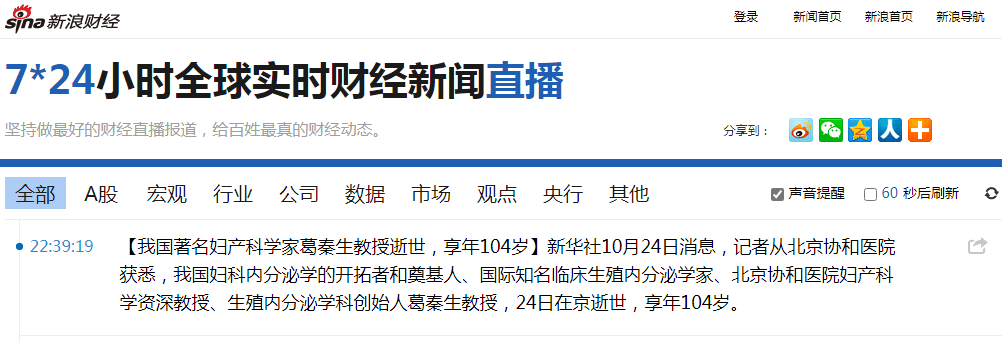 sina新浪财经
登录 新闻首页 新浪首页 新浪导航
7*24小时全球实时财经新闻直播
坚持做最好的财经直播报道，给百姓最真的财经动态。
分享到：
人
全部 A股 宏观 行业 公司 数据 市场 观点 央行 其他 声音提醒 60 秒后刷新
22:39:19 【我国著名妇产科学家葛秦生教授逝世，享年104岁】新华社10月24日消息，记者从北京协和医院
获悉，我国妇科内分泌学的开拓者和奠基人、国际知名临床生殖内分泌学家、北京协和医院妇产科
学资深教授、生殖内分泌学科创始人葛秦生教授，24日在京逝世，享年104岁。